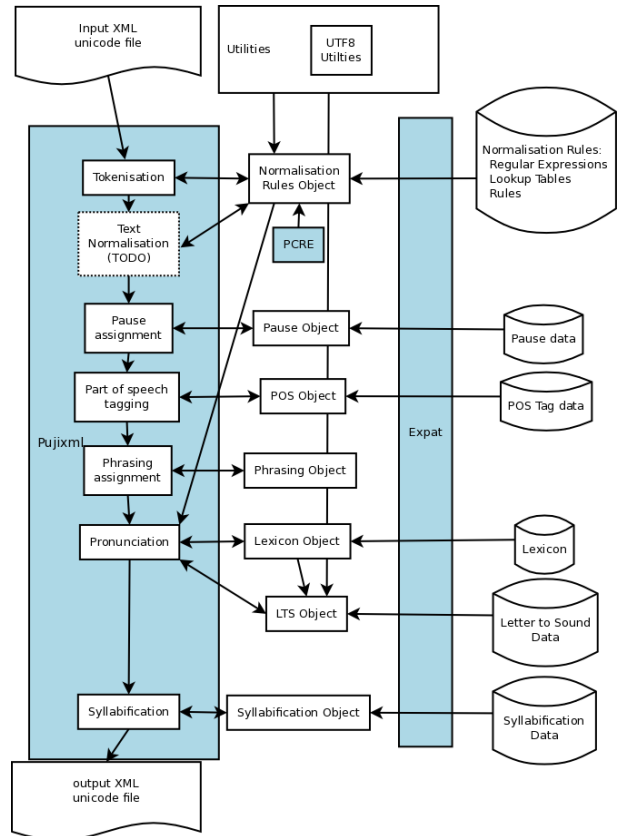 Input XML
unicode file
Utilities
UTF8
Utilties
Normalisation Rules:
Regular Expressions
Lookup Tables
Rules
Tokenisation
Normalisation
Rules Object
Text
Normalisation
(TODO)
PCRE
Pause
assignment
Pause Object
Pause data
Part of speech
tagging
POS Object
POS Tag data
Pujixml
Expat
Phrasing
assignment
Phrasing Object
Pronunciation
Lexicon Object
Lexicon
LTS Object
Letter to Sound
Data
Syllabification
Syllabification Object
Syllabification
Data
output XML
unicode file